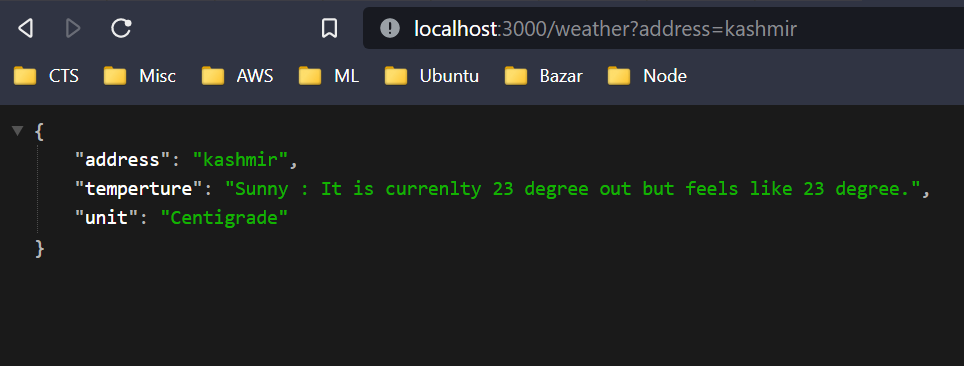 localhost:3000/weather?address=kashmir
CTS Misc AWS ML Ubuntu Bazar Node
{
"address": "kashmir",
"temperture": "Sunny : It is currenlty 23 degree out but feels like 23 degree.",
"unit": "Centigrade"
}